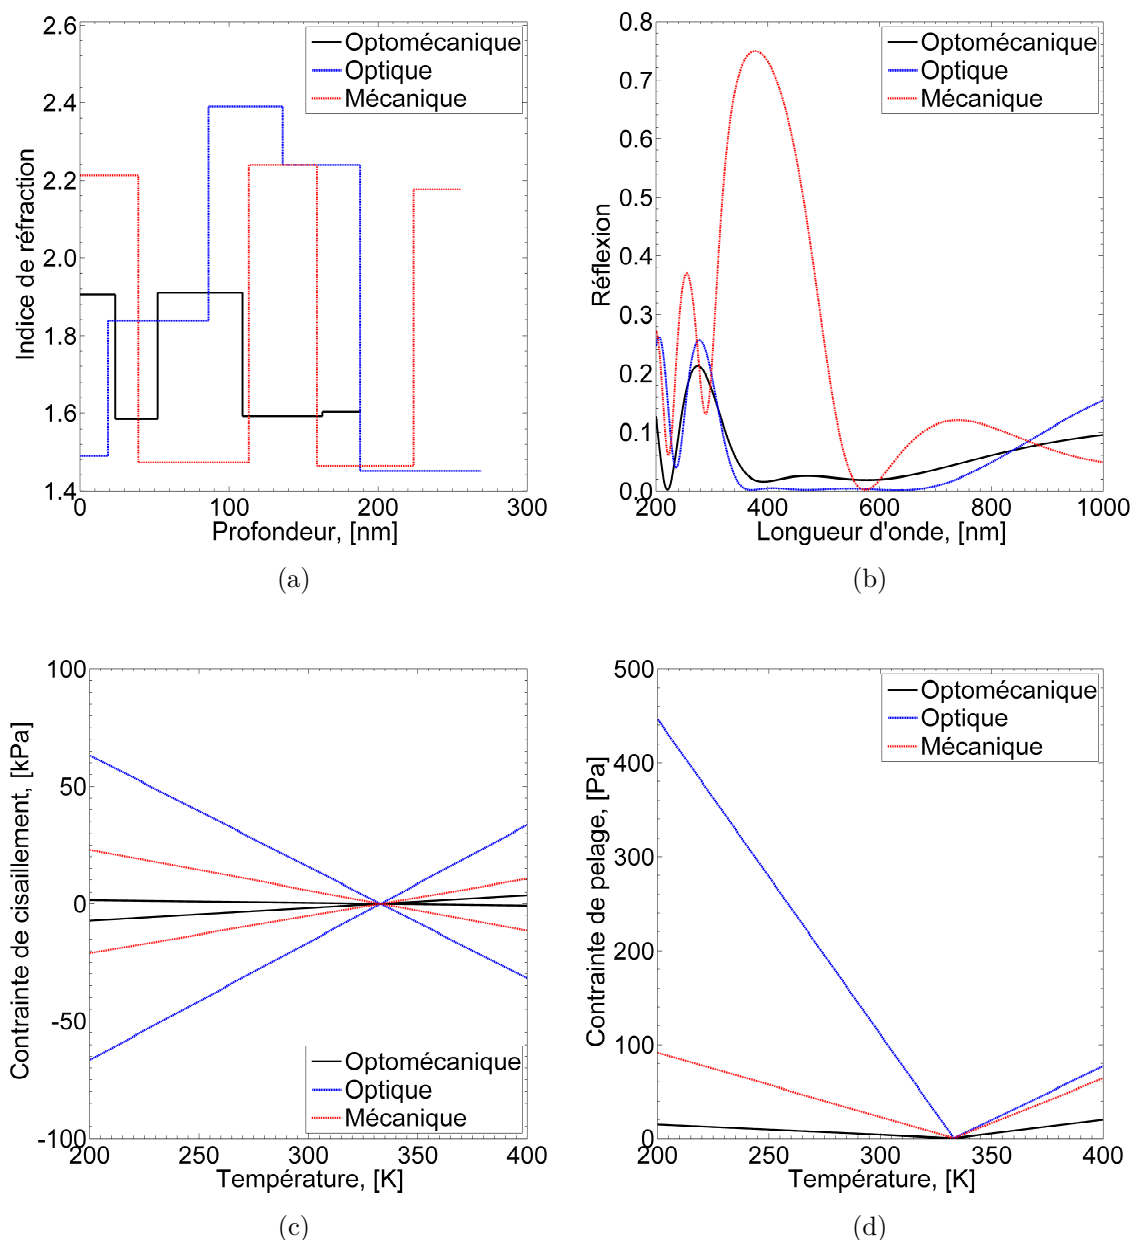 2.6
2.4
2.2
2.0
1.8
1.6
1.4
Indice de réfraction
Optomécanique
Optique
Mécanique
0
100
200
300
Profondeur, [nm]
(a)
0.8
0.7
0.6
0.5
0.4
0.3
0.2
0.1
0.0
Réflexion
Optomécanique
Optique
Mécanique
200
400
600
800
1000
Longueur d'onde, [nm]
(b)
100
50
0
-50
-100
Contrainte de cisaillement, [kPa]
Optomécanique
Optique
Mécanique
200
250
300
350
400
Température, [K]
(c)
500
400
300
200
100
0
Contrainte de pelage, [Pa]
Optomécanique
Optique
Mécanique
200
250
300
350
400
Température, [K]
(d)